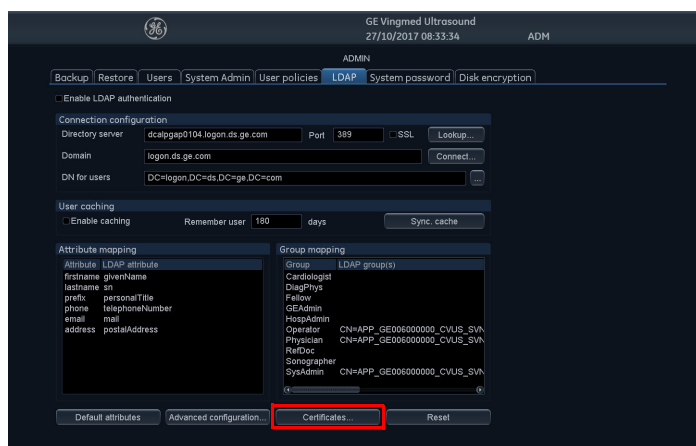 GE Vingmed Ultrasound
27/10/2017 08:33:34 ADM
ADMIN
Backup Restore Users System Admin User policies LDAP System password Disk encryption
Enable LDAP authentication
Connection configuration
Directory server dcalpgap0104.logon.ds.ge.com Port 389 SSL Lookup...
Domain logon.ds.ge.com Connect...
DN for users DC=logon,DC=ds,DC=ge,DC=com ...
User caching
Enable caching Remember user 180 days Sync. cache
Attribute mapping Group mapping
Attribute LDAP attribute Group LDAP group(s)
firstname givenName Cardiologist
lastname sn DiagPhys
prefix personalTitle Fellow
phone telephoneNumber GEAdmin
email mail HospAdmin
address postalAddress Operator CN=APP_GE006000000_CVUS_SVN
Physician CN=APP_GE006000000_CVUS_SVN
RefDoc
Sonographer
SysAdmin CN=APP_GE006000000_CVUS_SVN
Default attributes Advanced configuration... Certificates... Reset